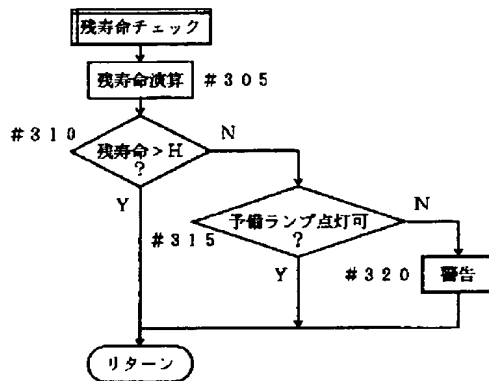 残寿命チェック
残寿命演算
#305
#310
残寿命>H
?
N
Y
予備ランプ点灯可
?
#315
N
Y
#320
警告
リターン